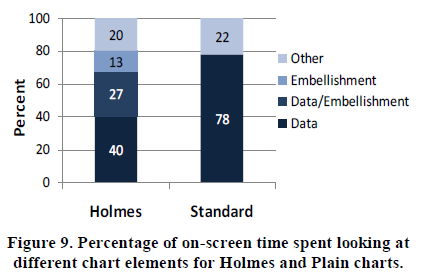 100
80
60
40
20
0
Percent
20
13
27
40
22
78
Holmes
Standard
Other
Embellishment
Data/Embellishment
Data
Figure 9. Percentage of on-screen time spent looking at
different chart elements for Holmes and Plain charts.